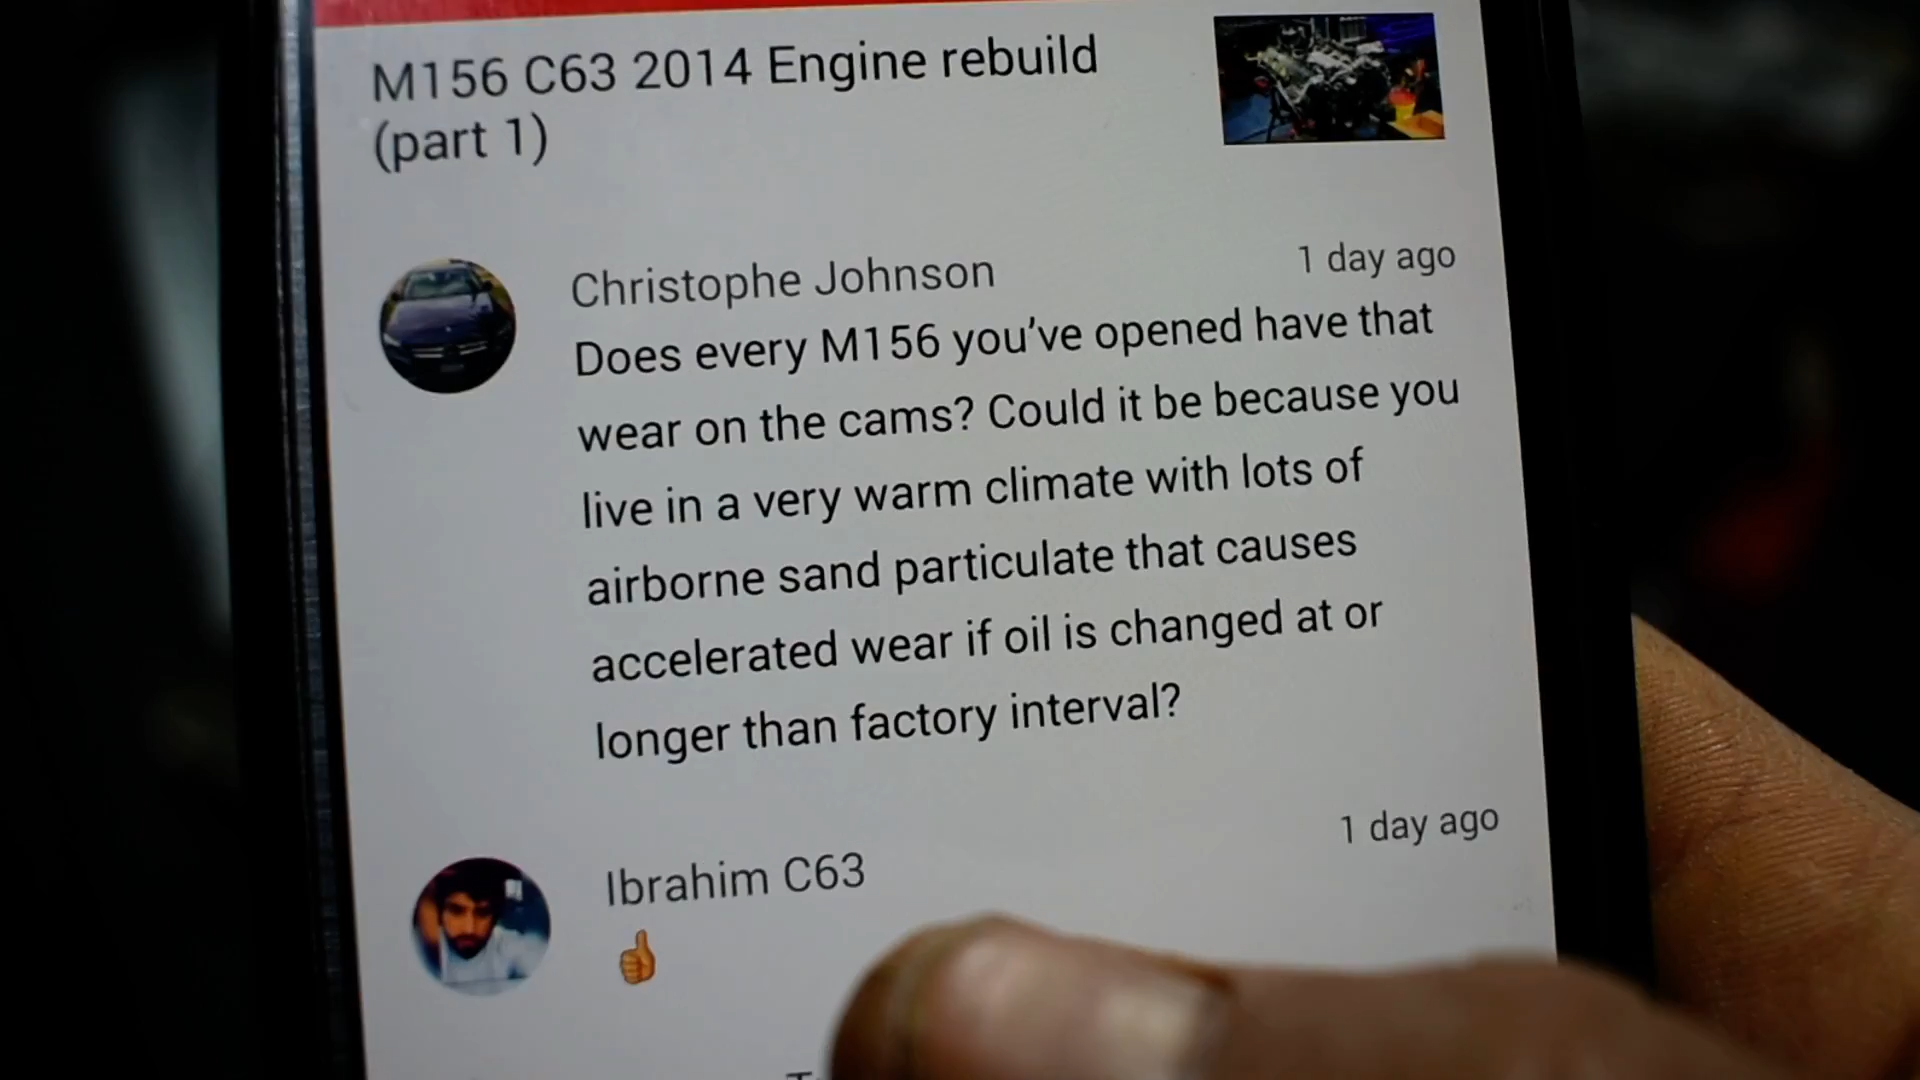 M156 C63 2014 Engine rebuild
(part 1)
Christophe Johnson
1 day ago
Does every M156 you've opened have that
wear on the cams? Could it be because you
live in a very warm climate with lots of
airborne sand particulate that causes
accelerated wear if oil is changed at or
longer than factory interval?
Ibrahim C63
1 day ago
👍